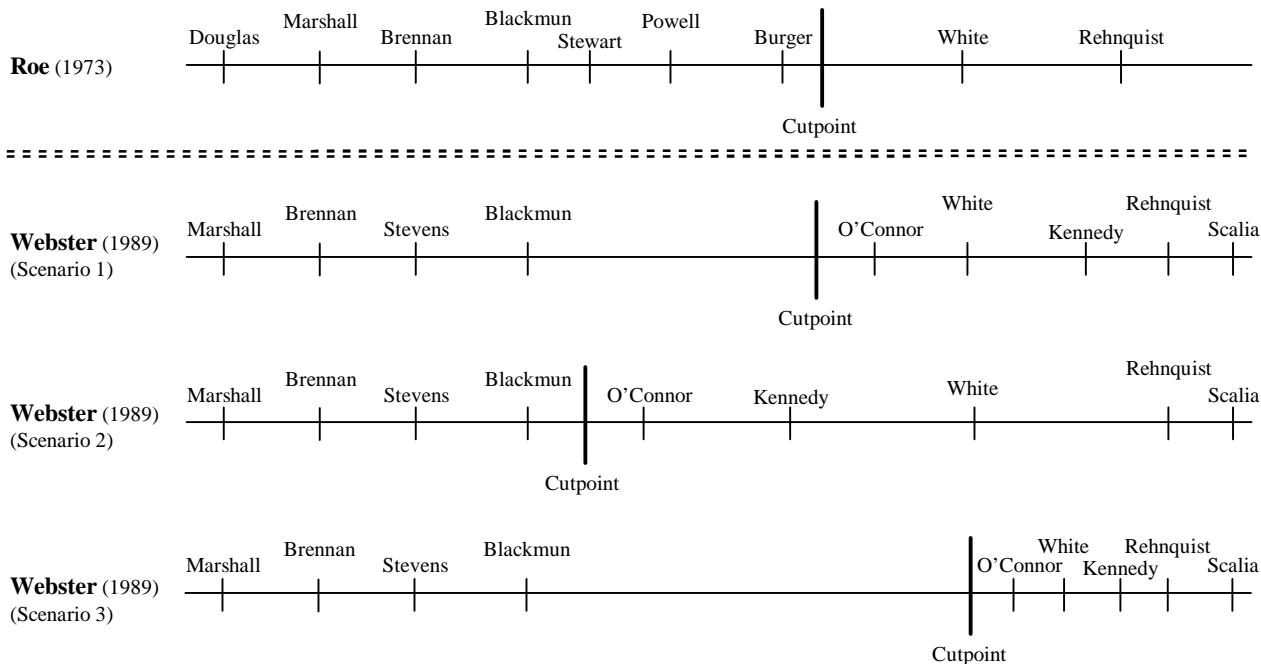 Roe (1973)
Douglas Marshall Brennan Blackmun Stewart Powell Burger White Rehnquist
Cutpoint
Webster (1989)
(Scenario 1)
Marshall Brennan Stevens Blackmun O'Connor White Kennedy Rehnquist Scalia
Cutpoint
Webster (1989)
(Scenario 2)
Marshall Brennan Stevens Blackmun O'Connor Kennedy White Rehnquist Scalia
Cutpoint
Webster (1989)
(Scenario 3)
Marshall Brennan Stevens Blackmun O'Connor White Kennedy Rehnquist Scalia
Cutpoint